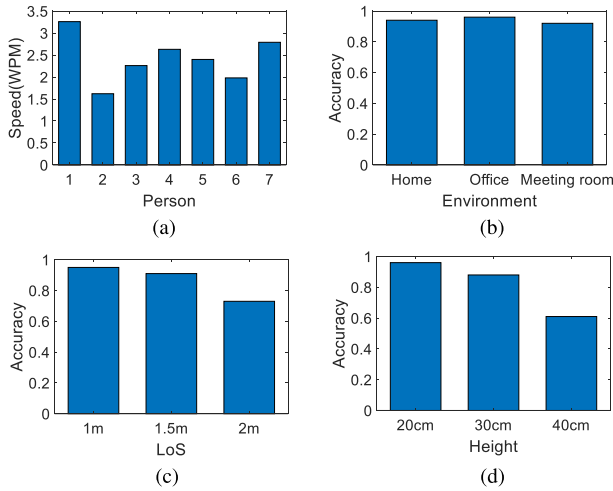 3.5
3
2.5
2
1.5
1
0.5
0
Speed(WPM)
1 2 3 4 5 6 7
Person
(a)
1
0.8
0.6
0.4
0.2
0
Accuracy
Home Office Meeting room
Environment
(b)
1
0.8
0.6
0.4
0.2
0
Accuracy
1m 1.5m 2m
LoS
(c)
1
0.8
0.6
0.4
0.2
0
Accuracy
20cm 30cm 40cm
Height
(d)